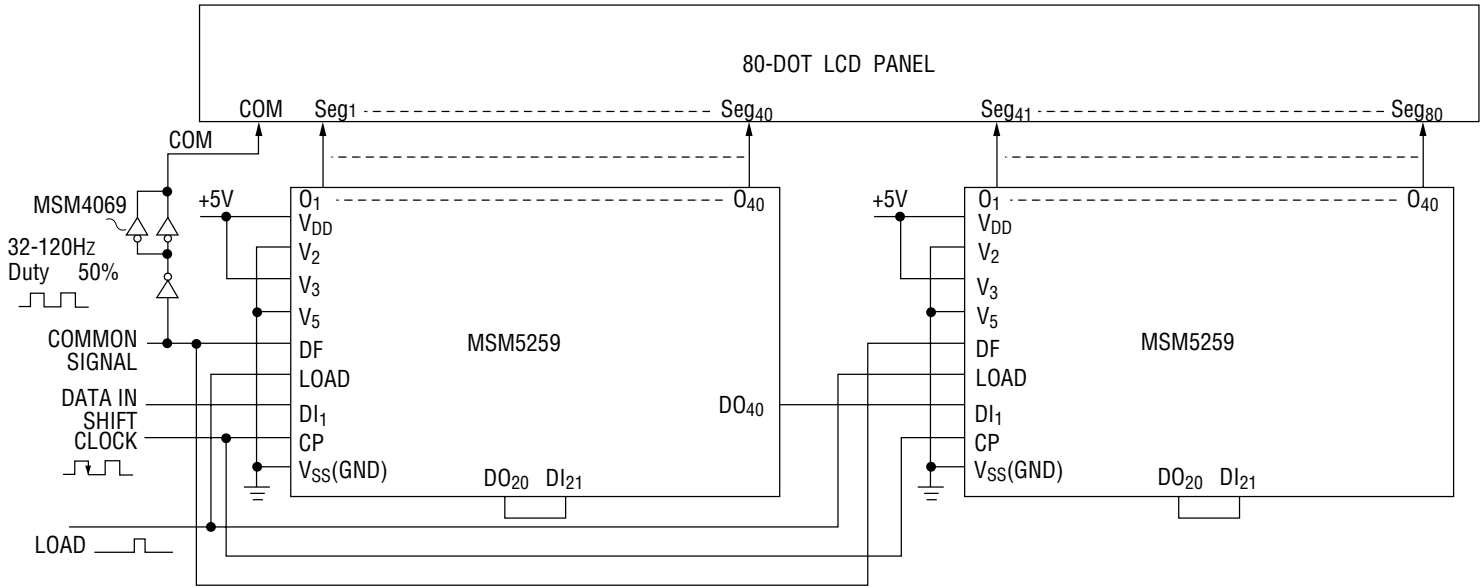 80-DOT LCD PANEL
COM Seg1 Seg40 Seg41 Seg80
COM
MSM4069
32-120Hz
Duty 50%
COMMON
SIGNAL
DATA IN
SHIFT
CLOCK
LOAD
+5V
O1 O40
VDD
V2
V3
V5
DF
LOAD
DI1
CP
VSS(GND)
MSM5259
DO40
DO20 DI21
+5V
O1 O40
VDD
V2
V3
V5
DF
LOAD
DI1
CP
VSS(GND)
MSM5259
DO20 DI21